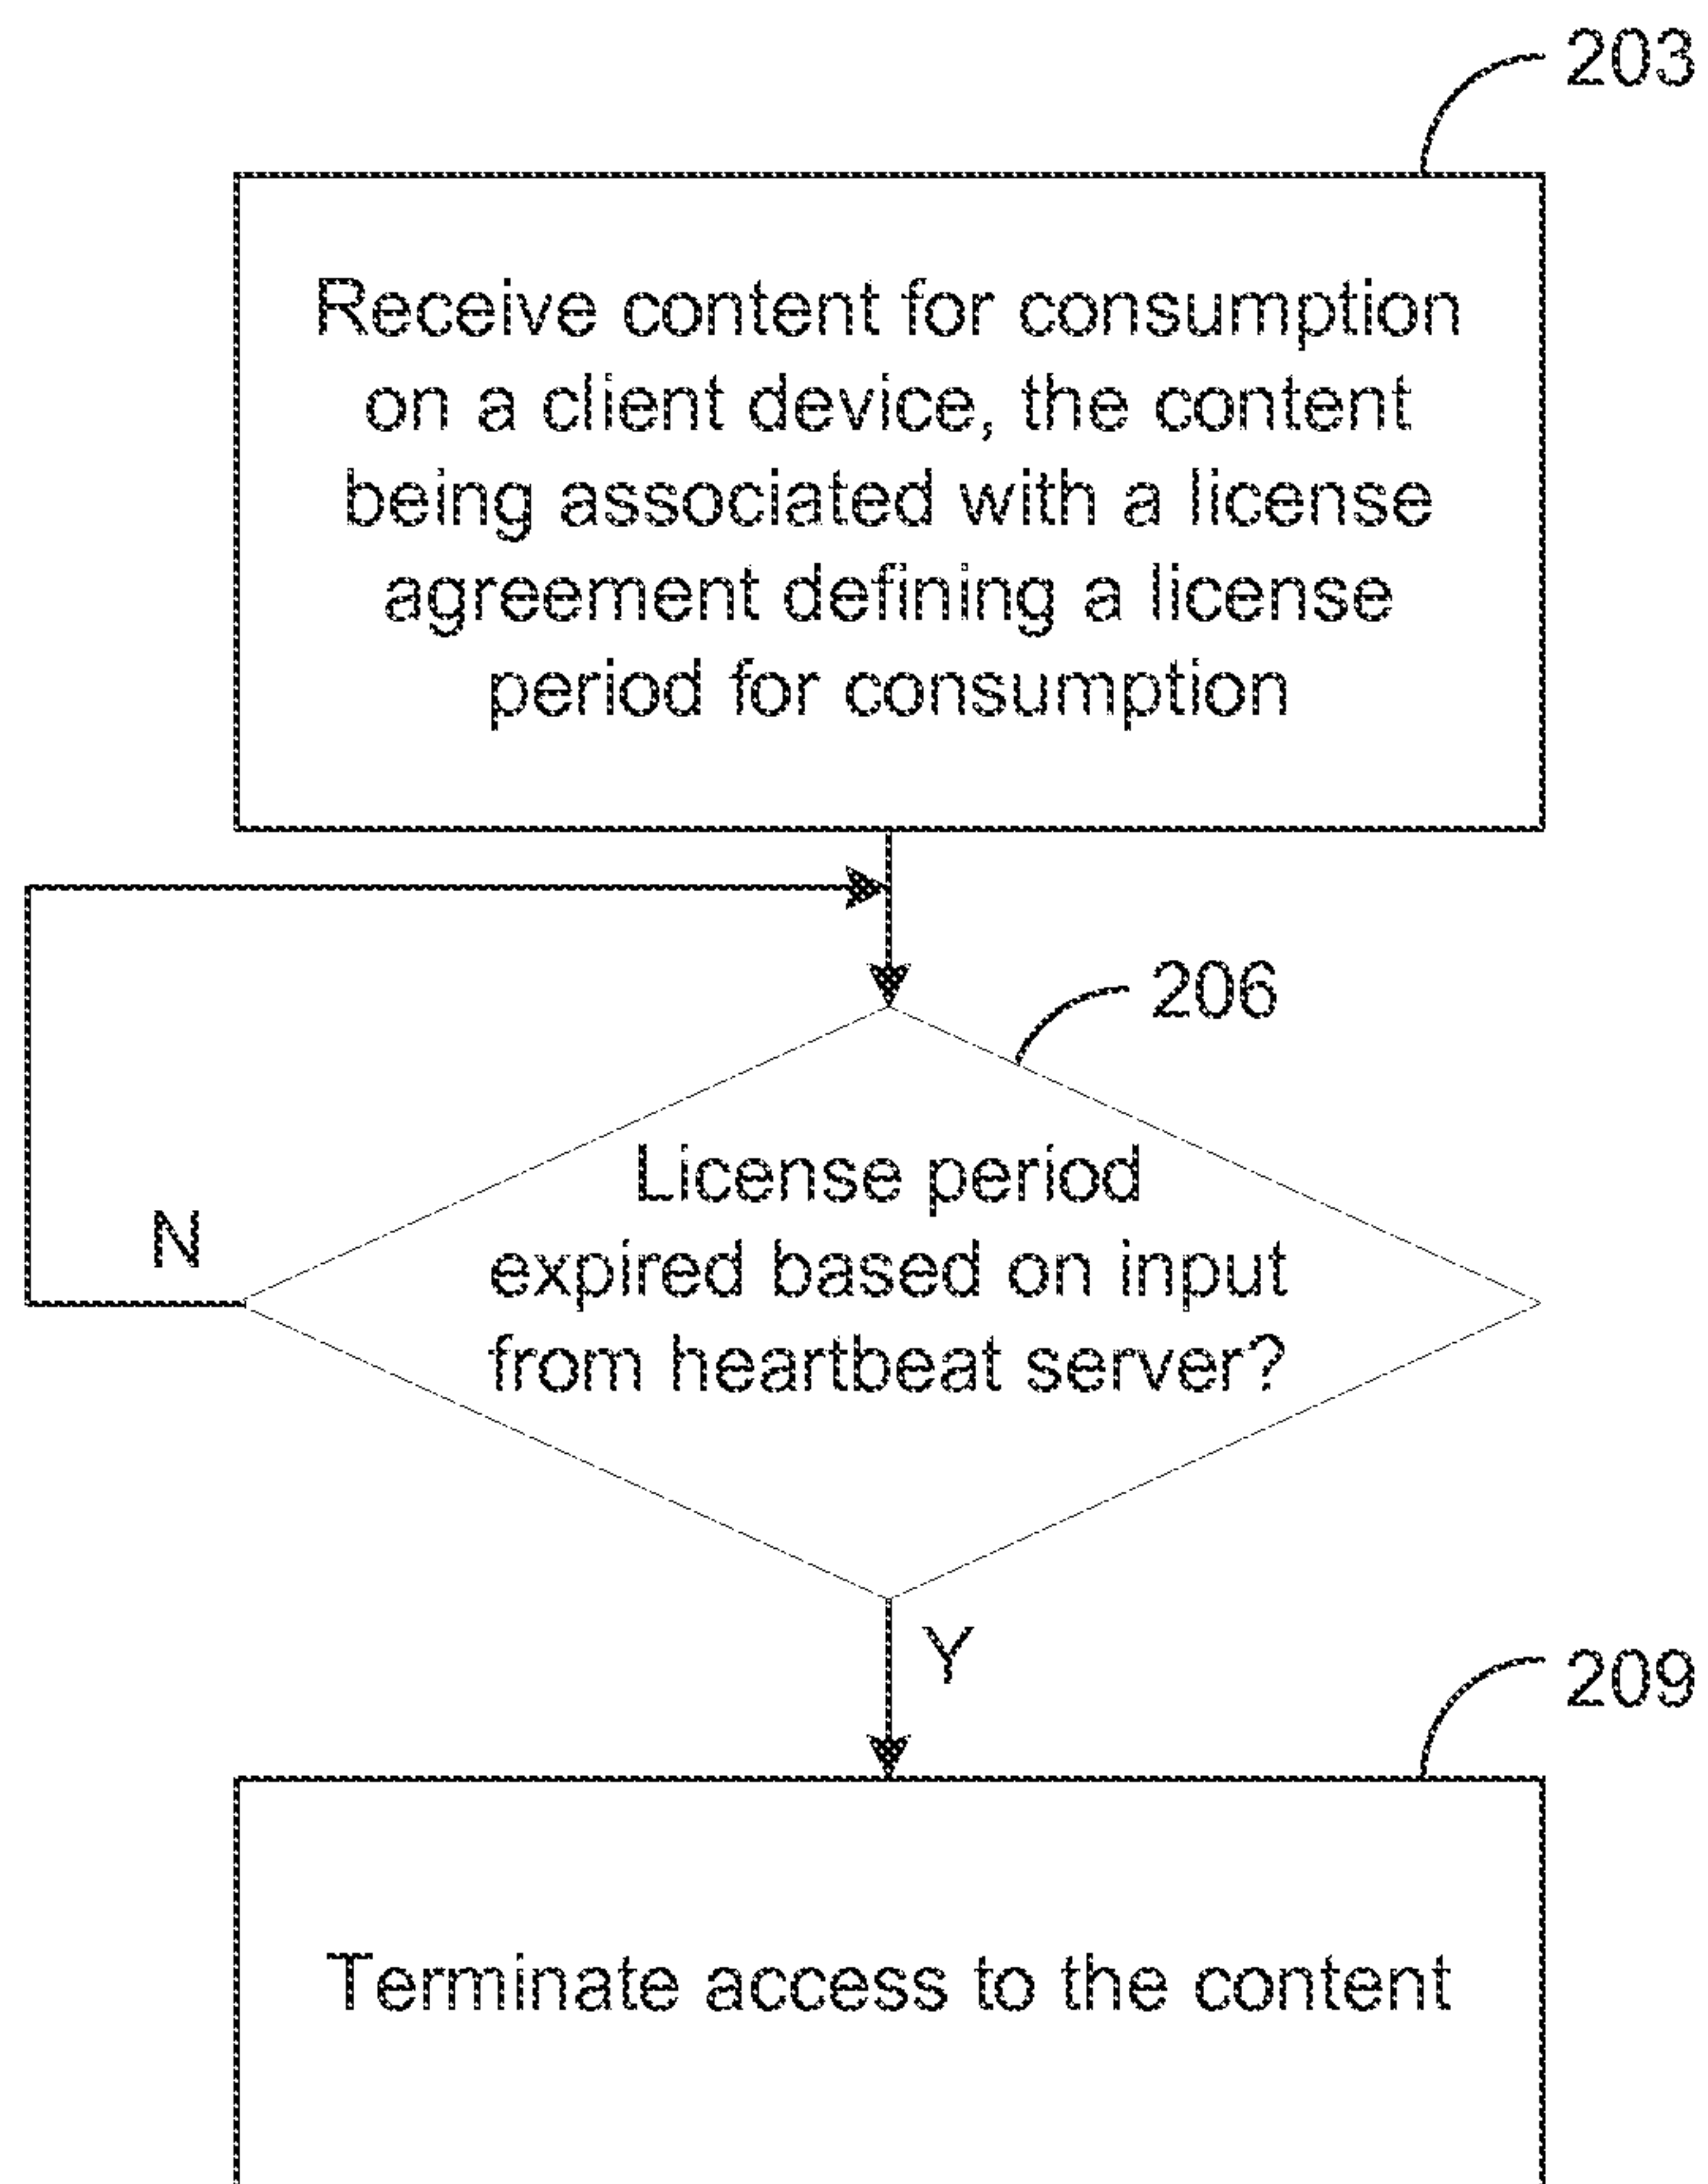 203
Receive content for consumption
on a client device, the content
being associated with a license
agreement defining a license
period for consumption
206
License period
expired based on input
from heartbeat server?
N
Y
209
Terminate access to the content